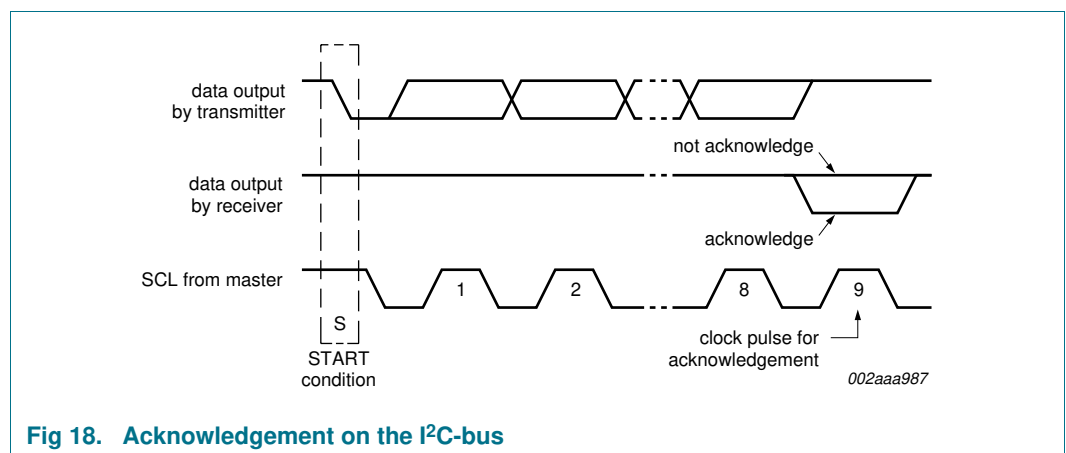 data output
by transmitter
not acknowledge
data output
by receiver
acknowledge
SCL from master
1
2
8
9
S
START
condition
clock pulse for
acknowledgement
002aaa987
Fig 18. Acknowledgement on the I²C-bus